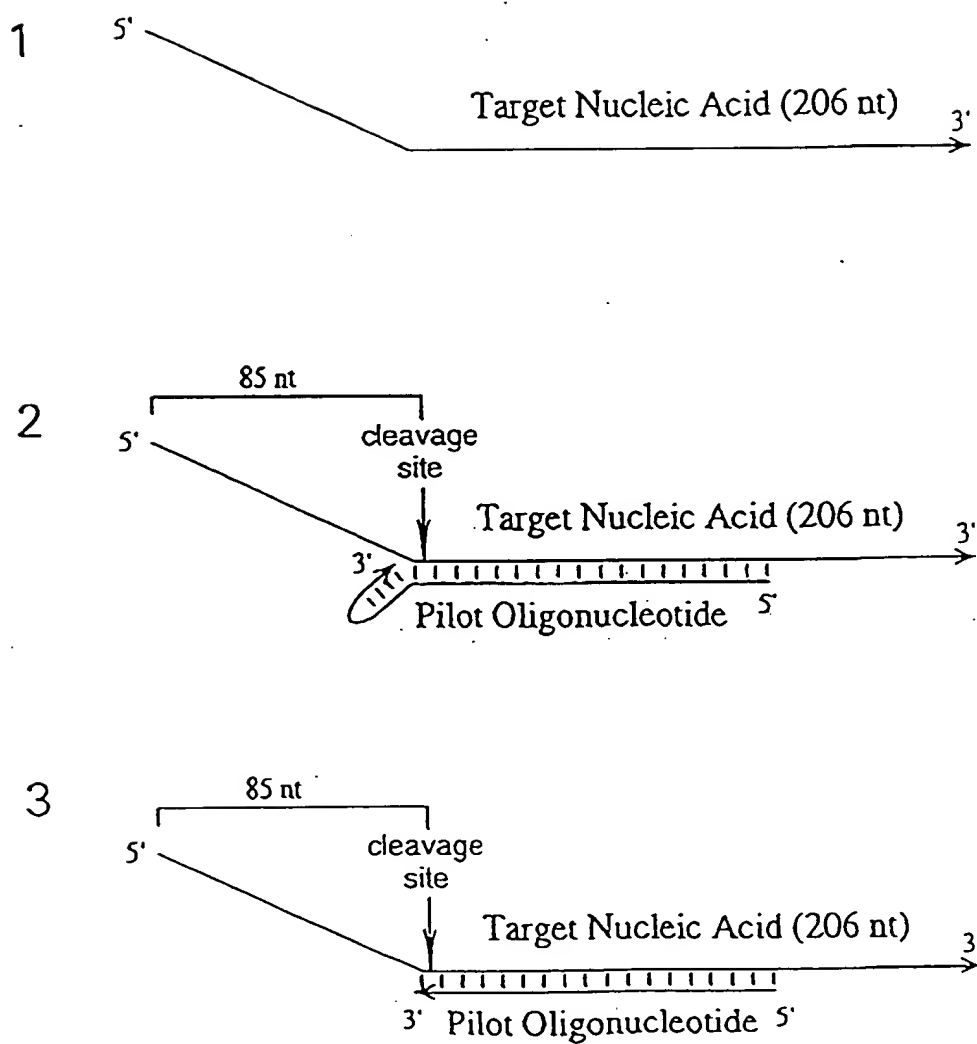 1
5'
Target Nucleic Acid (206 nt)
3'
2
85 nt
5'
cleavage
site
Target Nucleic Acid (206 nt)
3'
3'
Pilot Oligonucleotide
5'
3
85 nt
5'
cleavage
site
Target Nucleic Acid (206 nt)
3
3'
Pilot Oligonucleotide
5'